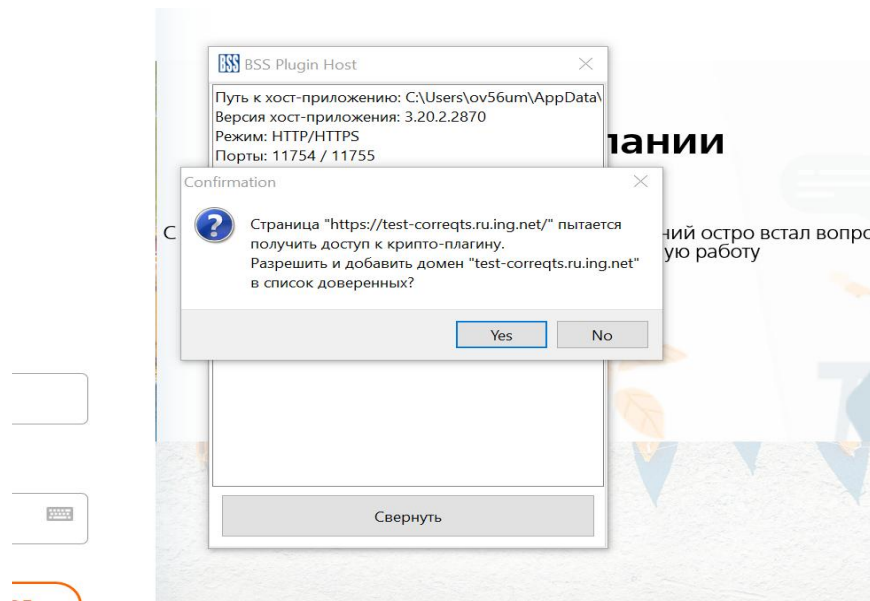 BSS BSS Plugin Host
Путь к хост-приложению: C:\Users\ov56um\AppData\
Версия хост-приложения: 3.20.2.2870
Режим: HTTP/HTTPS
Порты: 11754 / 11755
пании
Confirmation
С
Страница "https://test-correqts.ru.ing.net/" пытается
получить доступ к крипто-плагину.
Разрешить и добавить домен "test-correqts.ru.ing.net"
в список доверенных?
ний остро встал вопро
ую работу
Yes
No
Свернуть